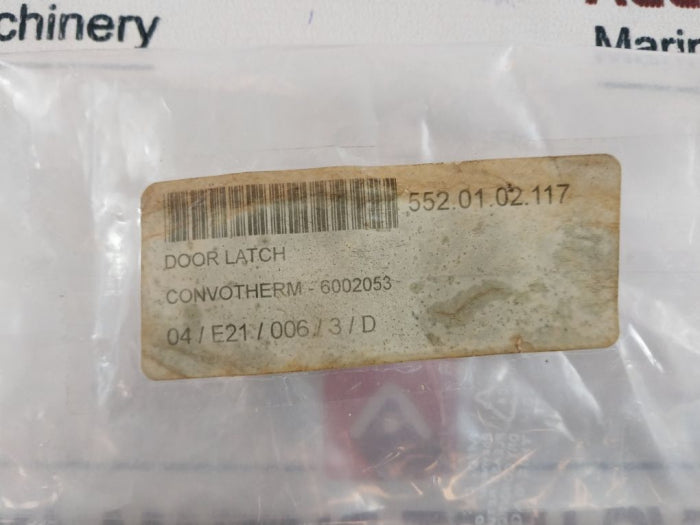 chinery
Marin
552.01.02.117
DOOR LATCH
CONVOTHERM - 6002053
04 / E21 / 006 / 3 / D